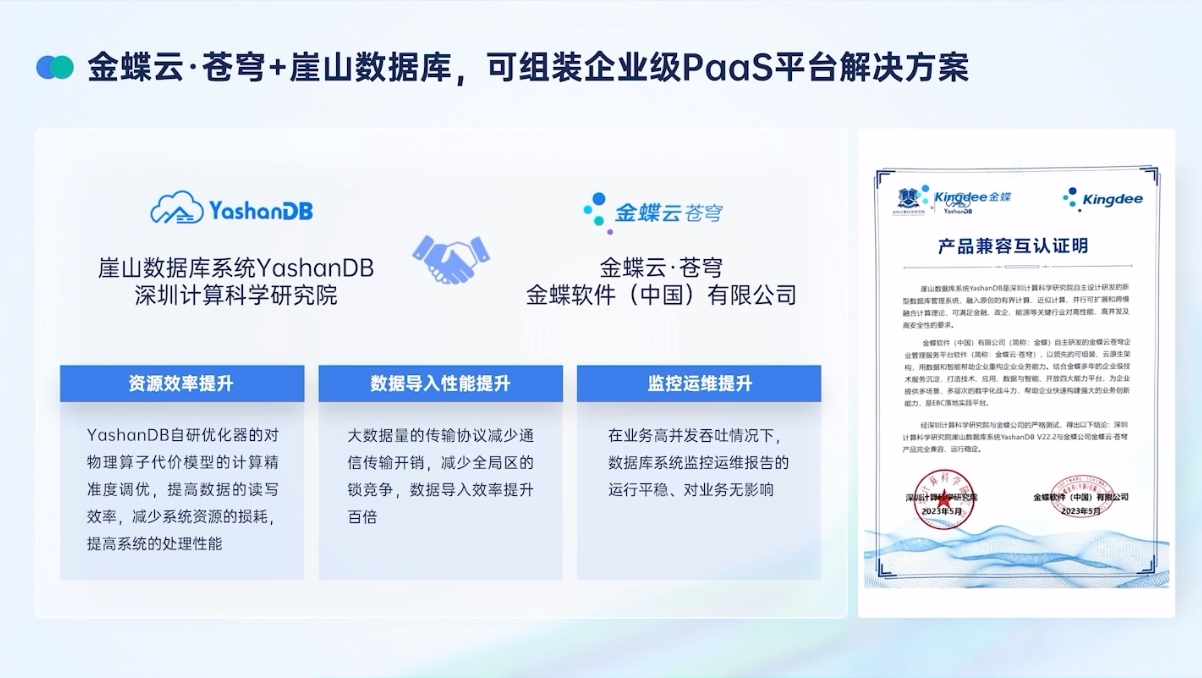 金蝶云·苍穹+崖山数据库，可组装企业级PaaS平台解决方案
YashanDB
金蝶云苍穹
崖山数据库系统YashanDB
深圳计算科学研究院
金蝶云·苍穹
金蝶软件（中国）有限公司
资源效率提升
YashanDB自研优化器的对
物理算子代价模型的计算精
准度调优，提高数据的读写
效率，减少系统资源的损耗，
提高系统的处理性能
数据导入性能提升
大数据量的传输协议减少通
信传输开销，减少全局区的
锁竞争，数据导入效率提升
百倍
监控运维提升
在业务高并发吞吐情况下，
数据库系统监控运维报告的
运行平稳、对业务无影响
Kingdee金蝶
YashanDB
Kingdee
产品兼容互认证明
崖山数据库系统YashanDB是深圳计算科学研究院自主设计研发的新
型数据库管理系统，融入原创的有界计算、近似计算、并行可扩展和跨模
融合计算理论，可满足金融、政企、能源等关键行业对高性能、高并发及
高安全性的要求。
金蝶软件（中国）有限公司（简称：金蝶）自主研发的金蝶云苍穹企
业管理服务平台软件（简称：金蝶云·苍穹），以领先的可组装、云原生架
构，用数据和智能帮助企业重构企业业务能力。结合金蝶多年的企业级技
术服务沉淀，打造技术、应用、数据与智能、开放四大能力平台，为企业
提供多场景、多层次的数字化战斗力，帮助企业快速构建强大的业务创新
能力，是EBC落地实践平台。
经深圳计算科学研究院与金蝶公司的严格测试，得出以下结论：深圳
计算科学研究院崖山数据库系统YashanDB V22.2与金蝶公司金蝶云·苍穹
产品完全兼容、运行稳定。
深圳计算科学研究院
2023年5月
金蝶软件（中国）有限公司
2023年5月